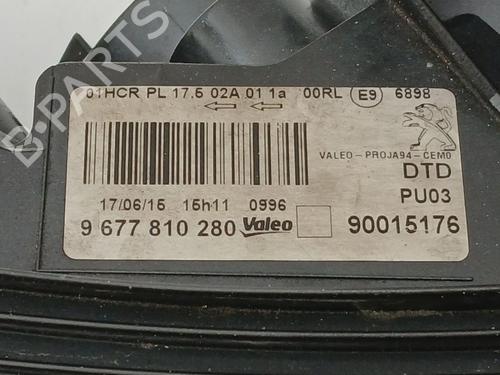 01HCR PL 17.5 02A 01 1a 00RL E9 6898
VALEO-PROJA94-CEM0
DTD
PU03
17/06/15 15h11 0996
9 677 810 280 Valeo 90015176
B-PARTS